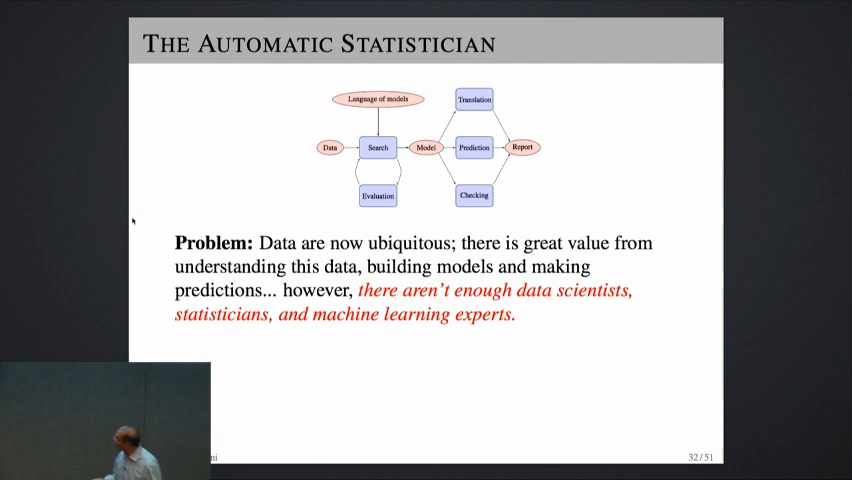 THE AUTOMATIC STATISTICIAN
Language of models
Translation
Data
Search
Model
Prediction
Report
Evaluation
Checking
Problem: Data are now ubiquitous; there is great value from
understanding this data, building models and making
predictions... however, there aren't enough data scientists,
statisticians, and machine learning experts.
ni
32 / 51